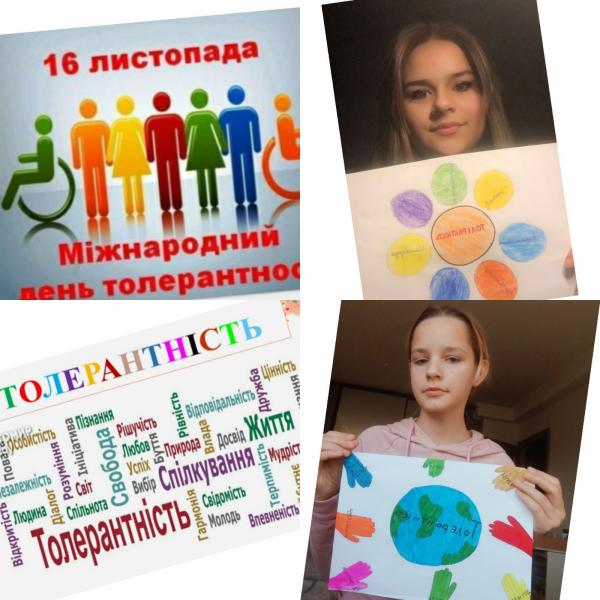 16 листопада
Міжнародний
день толерантнос
ТОЛЕРАНТНІСТЬ
ТОЛЕРАНТНІСТЬ
Особистість
Пізнання
Ініціатива
Розуміння
Світ
Діалог
Людина
Спільнота
Відкритість
Свобода
Рішучість
Любов
Успіх
Вибір
Буття
Природа
Рівність
Влада
Відповідальність
Досвід
Дружба
Цінність
Життя
Спілкування
Терпимість
Мудріст
Гармонія
Свідомість
Молодь
Впевненість
Толерантність
Толерантність